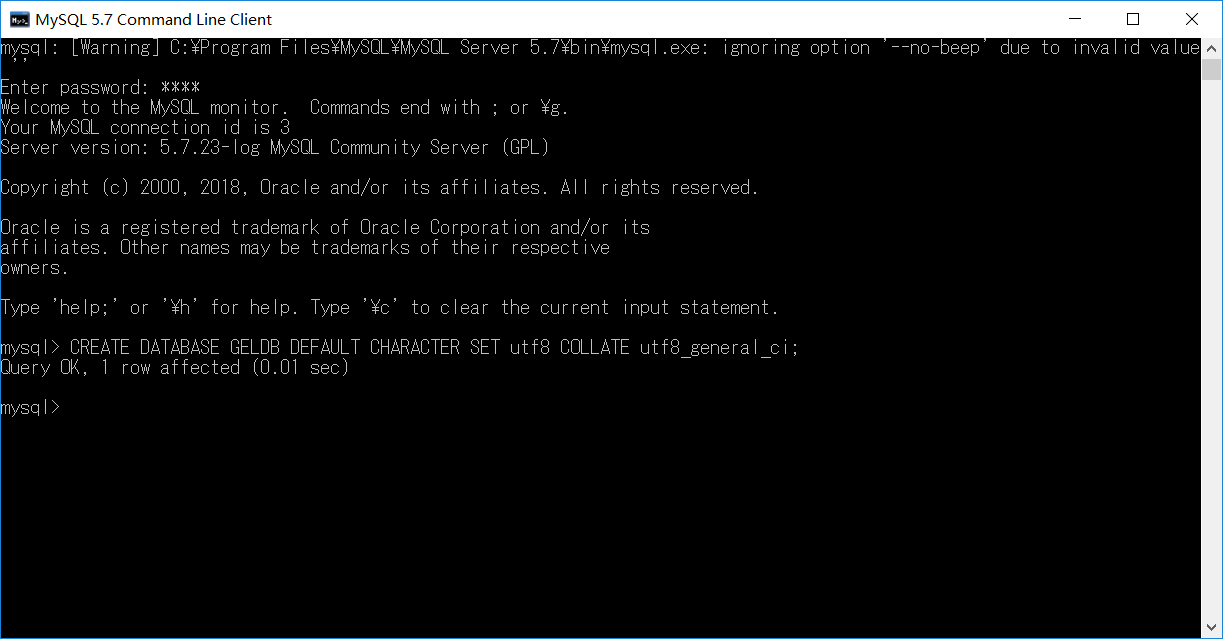 MySQL 5.7 Command Line Client
mysql: [Warning] C:¥Program Files¥MySQL¥MySQL Server 5.7¥bin¥mysql.exe: ignoring option '--no-beep' due to invalid value
''
Enter password: ****
Welcome to the MySQL monitor.  Commands end with ; or ¥g.
Your MySQL connection id is 3
Server version: 5.7.23-log MySQL Community Server (GPL)
Copyright (c) 2000, 2018, Oracle and/or its affiliates. All rights reserved.
Oracle is a registered trademark of Oracle Corporation and/or its
affiliates. Other names may be trademarks of their respective
owners.
Type 'help;' or '¥h' for help. Type '¥c' to clear the current input statement.
mysql> CREATE DATABASE GELDB DEFAULT CHARACTER SET utf8 COLLATE utf8_general_ci;
Query OK, 1 row affected (0.01 sec)
mysql>